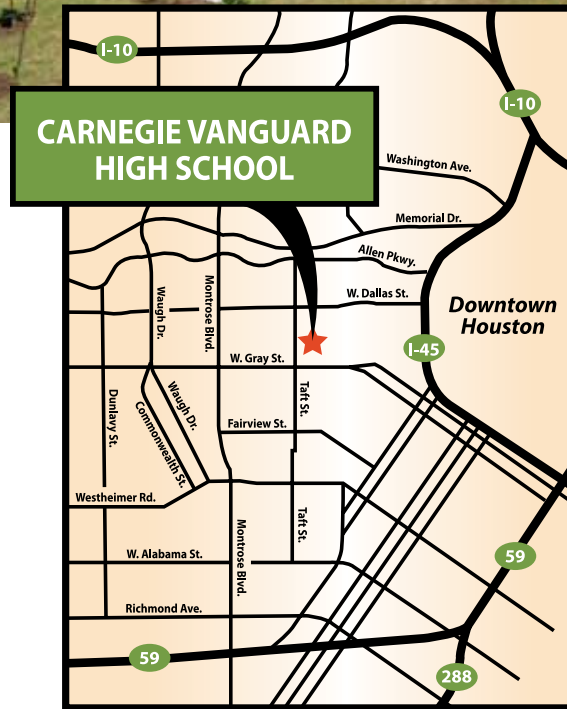 I-10
I-10
CARNEGIE VANGUARD
HIGH SCHOOL
Washington Ave.
Memorial Dr.
Allen Pkwy.
W. Dallas St.
Downtown
Houston
Waugh Dr.
Montrose Blvd.
I-45
W. Gray St.
Taft St.
Dunlavy St.
Waugh Dr.
Commonwealth St.
Fairview St.
Westheimer Rd.
Taft St.
Montrose Blvd.
W. Alabama St.
59
Richmond Ave.
59
288